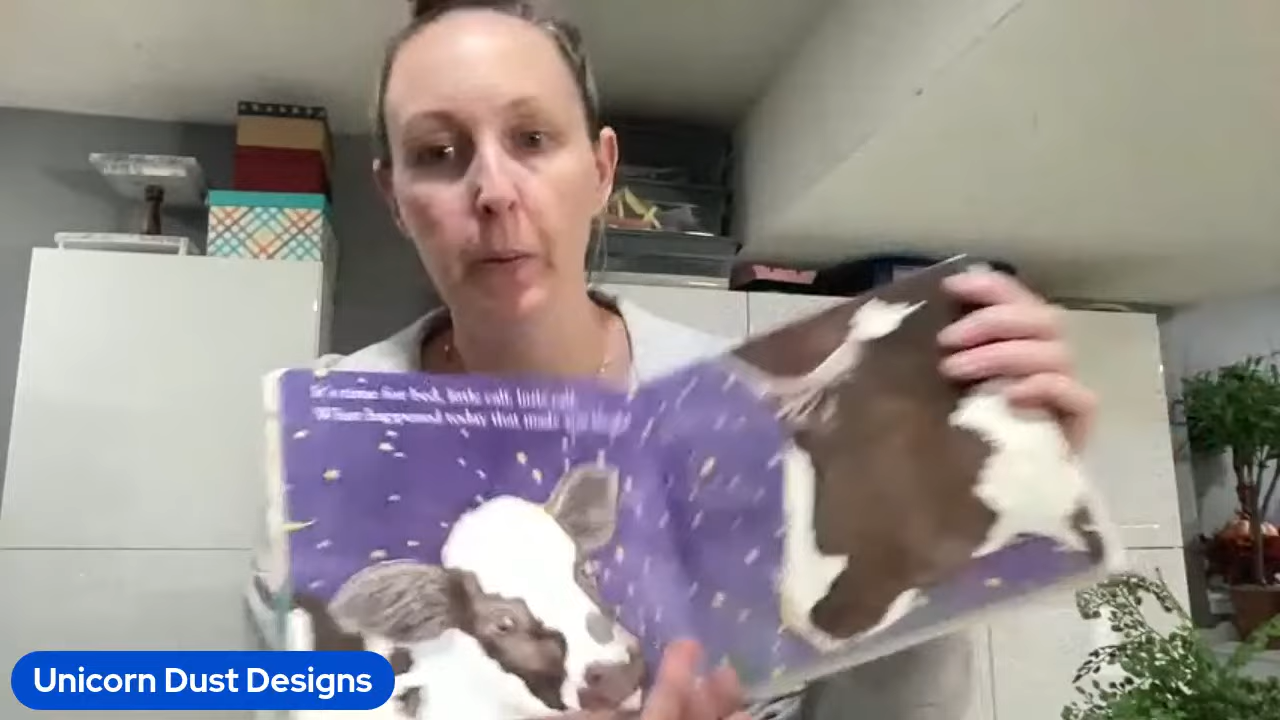 It's time for bed, little calf, little calf,
What happened today that made you
Unicorn Dust Designs